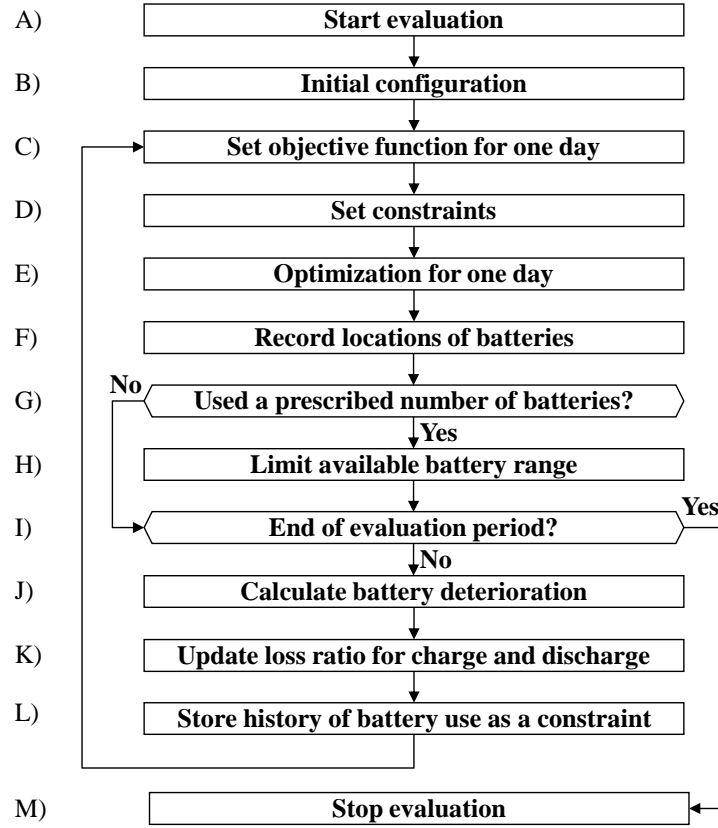 A) Start evaluation
B) Initial configuration
C) Set objective function for one day
D) Set constraints
E) Optimization for one day
F) Record locations of batteries
No
G) Used a prescribed number of batteries?
Yes
H) Limit available battery range
Yes
I) End of evaluation period?
No
J) Calculate battery deterioration
K) Update loss ratio for charge and discharge
L) Store history of battery use as a constraint
M) Stop evaluation